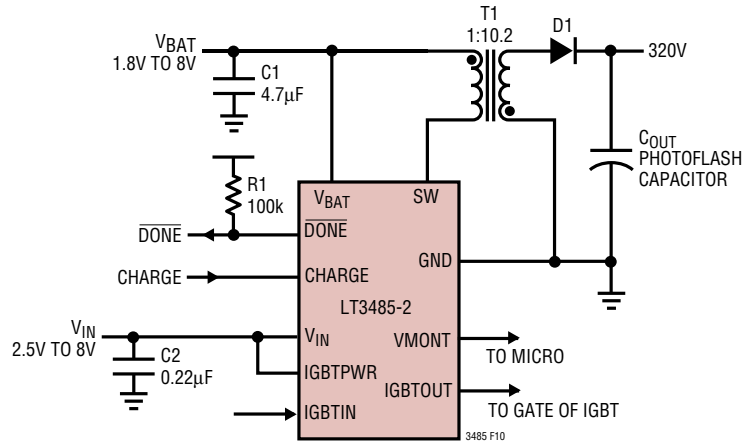 T1
1:10.2
D1
VBAT
1.8V TO 8V
320V
C1
4.7µF
COUT
PHOTOFLASH
CAPACITOR
R1
100k
VBAT
SW
DONE
DONE
GND
CHARGE
CHARGE
LT3485-2
VIN
2.5V TO 8V
VIN
VMONT
TO MICRO
C2
0.22µF
IGBTPWR
IGBTOUT
TO GATE OF IGBT
IGBTIN
3485 F10